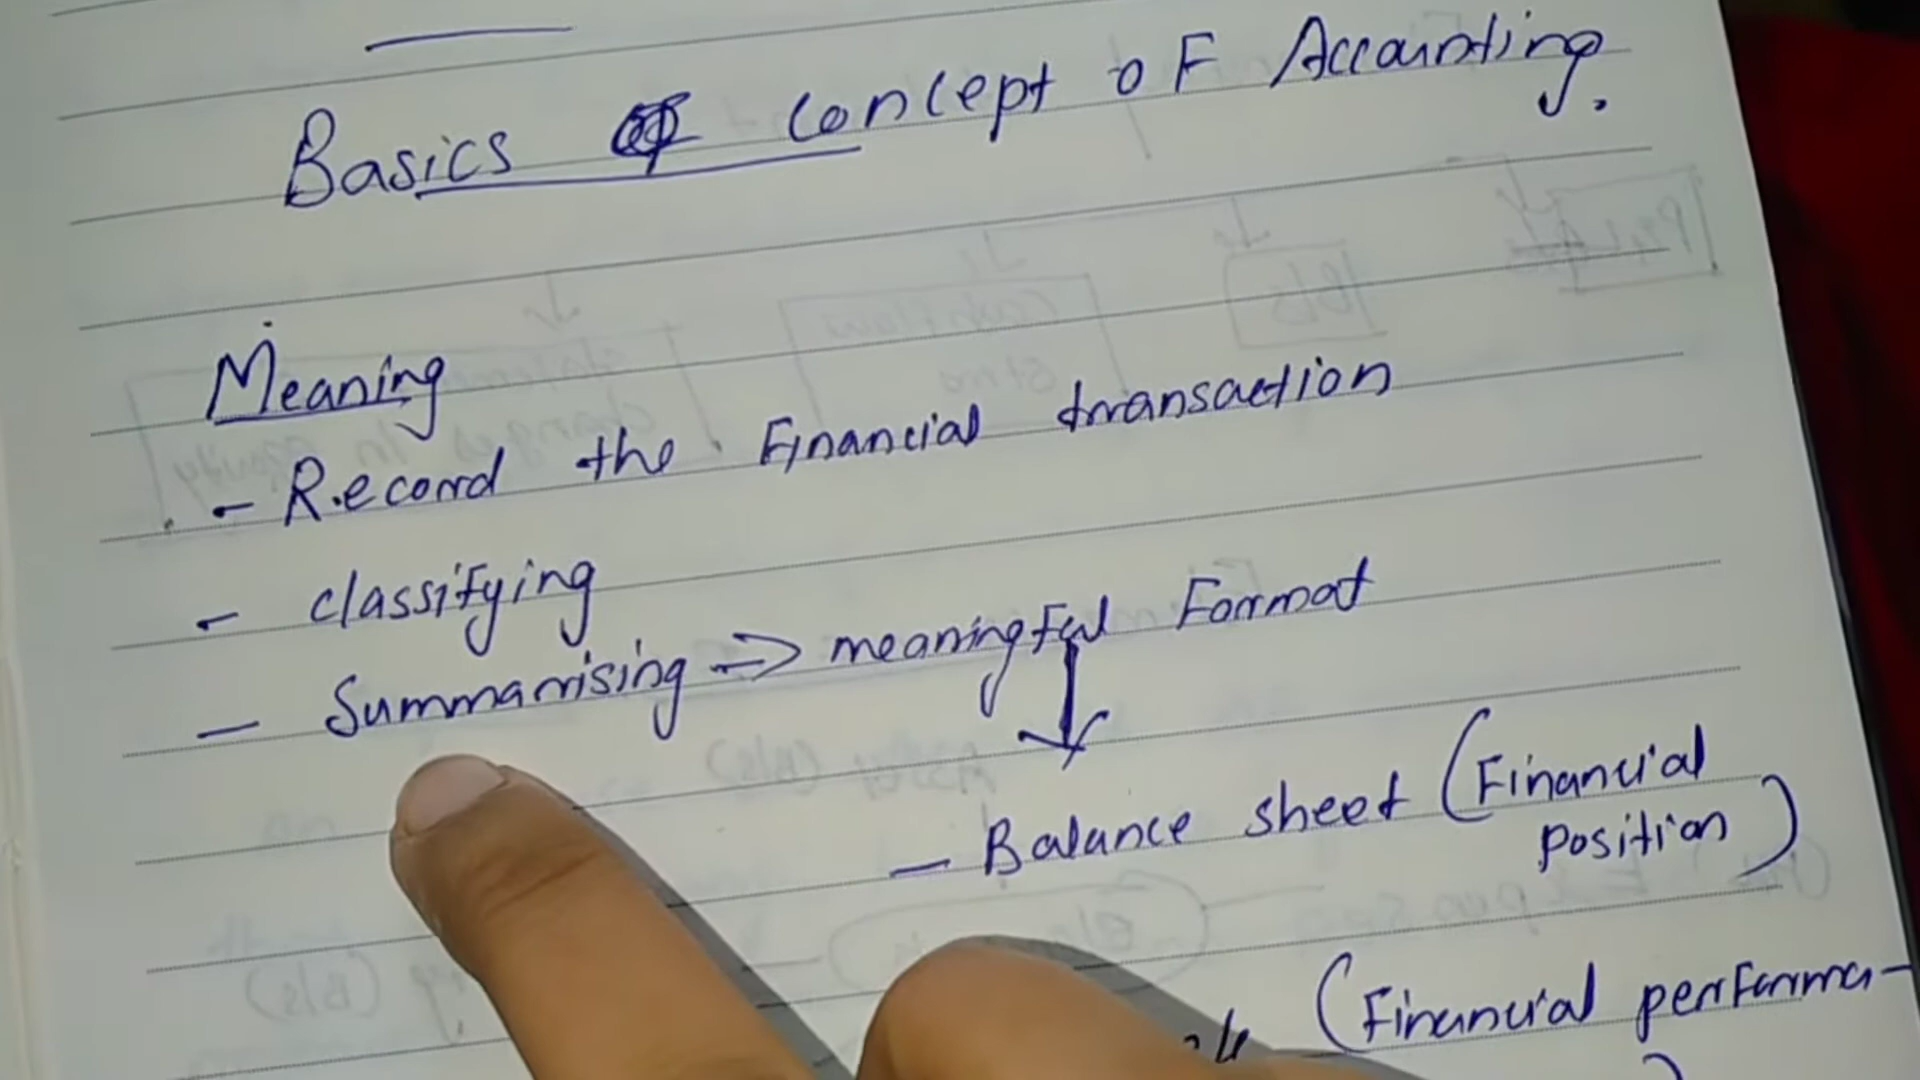 Basics concept of Accounting.
Meaning
- Record the Financial transaction
- classifying
- Summarising => meaningful Format
- Balance sheet (Financial
position)
(Financial performa-
)